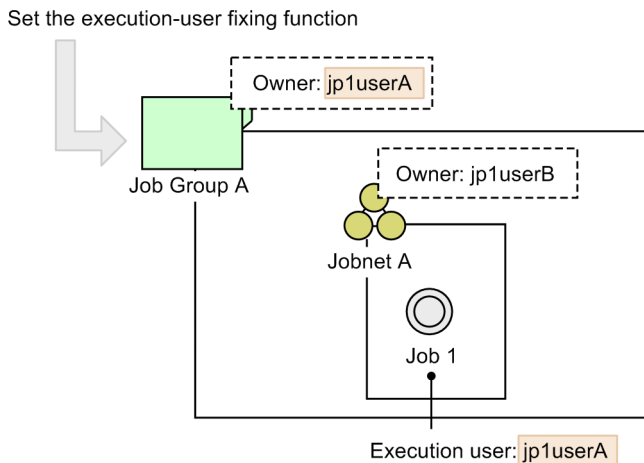 Set the execution-user fixing function
Owner: jp1userA
Job Group A
Owner: jp1userB
Jobnet A
Job 1
Execution user: jp1userA